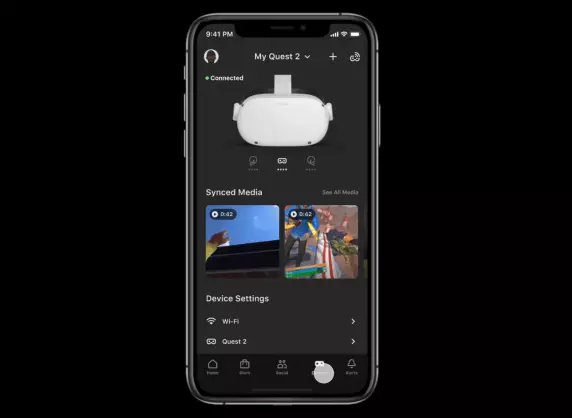 9:41 PM
My Quest 2
Connected
Synced Media
See All Media
0:42
0:42
Device Settings
Wi-Fi
Quest 2
Home
Store
Social
Alerts